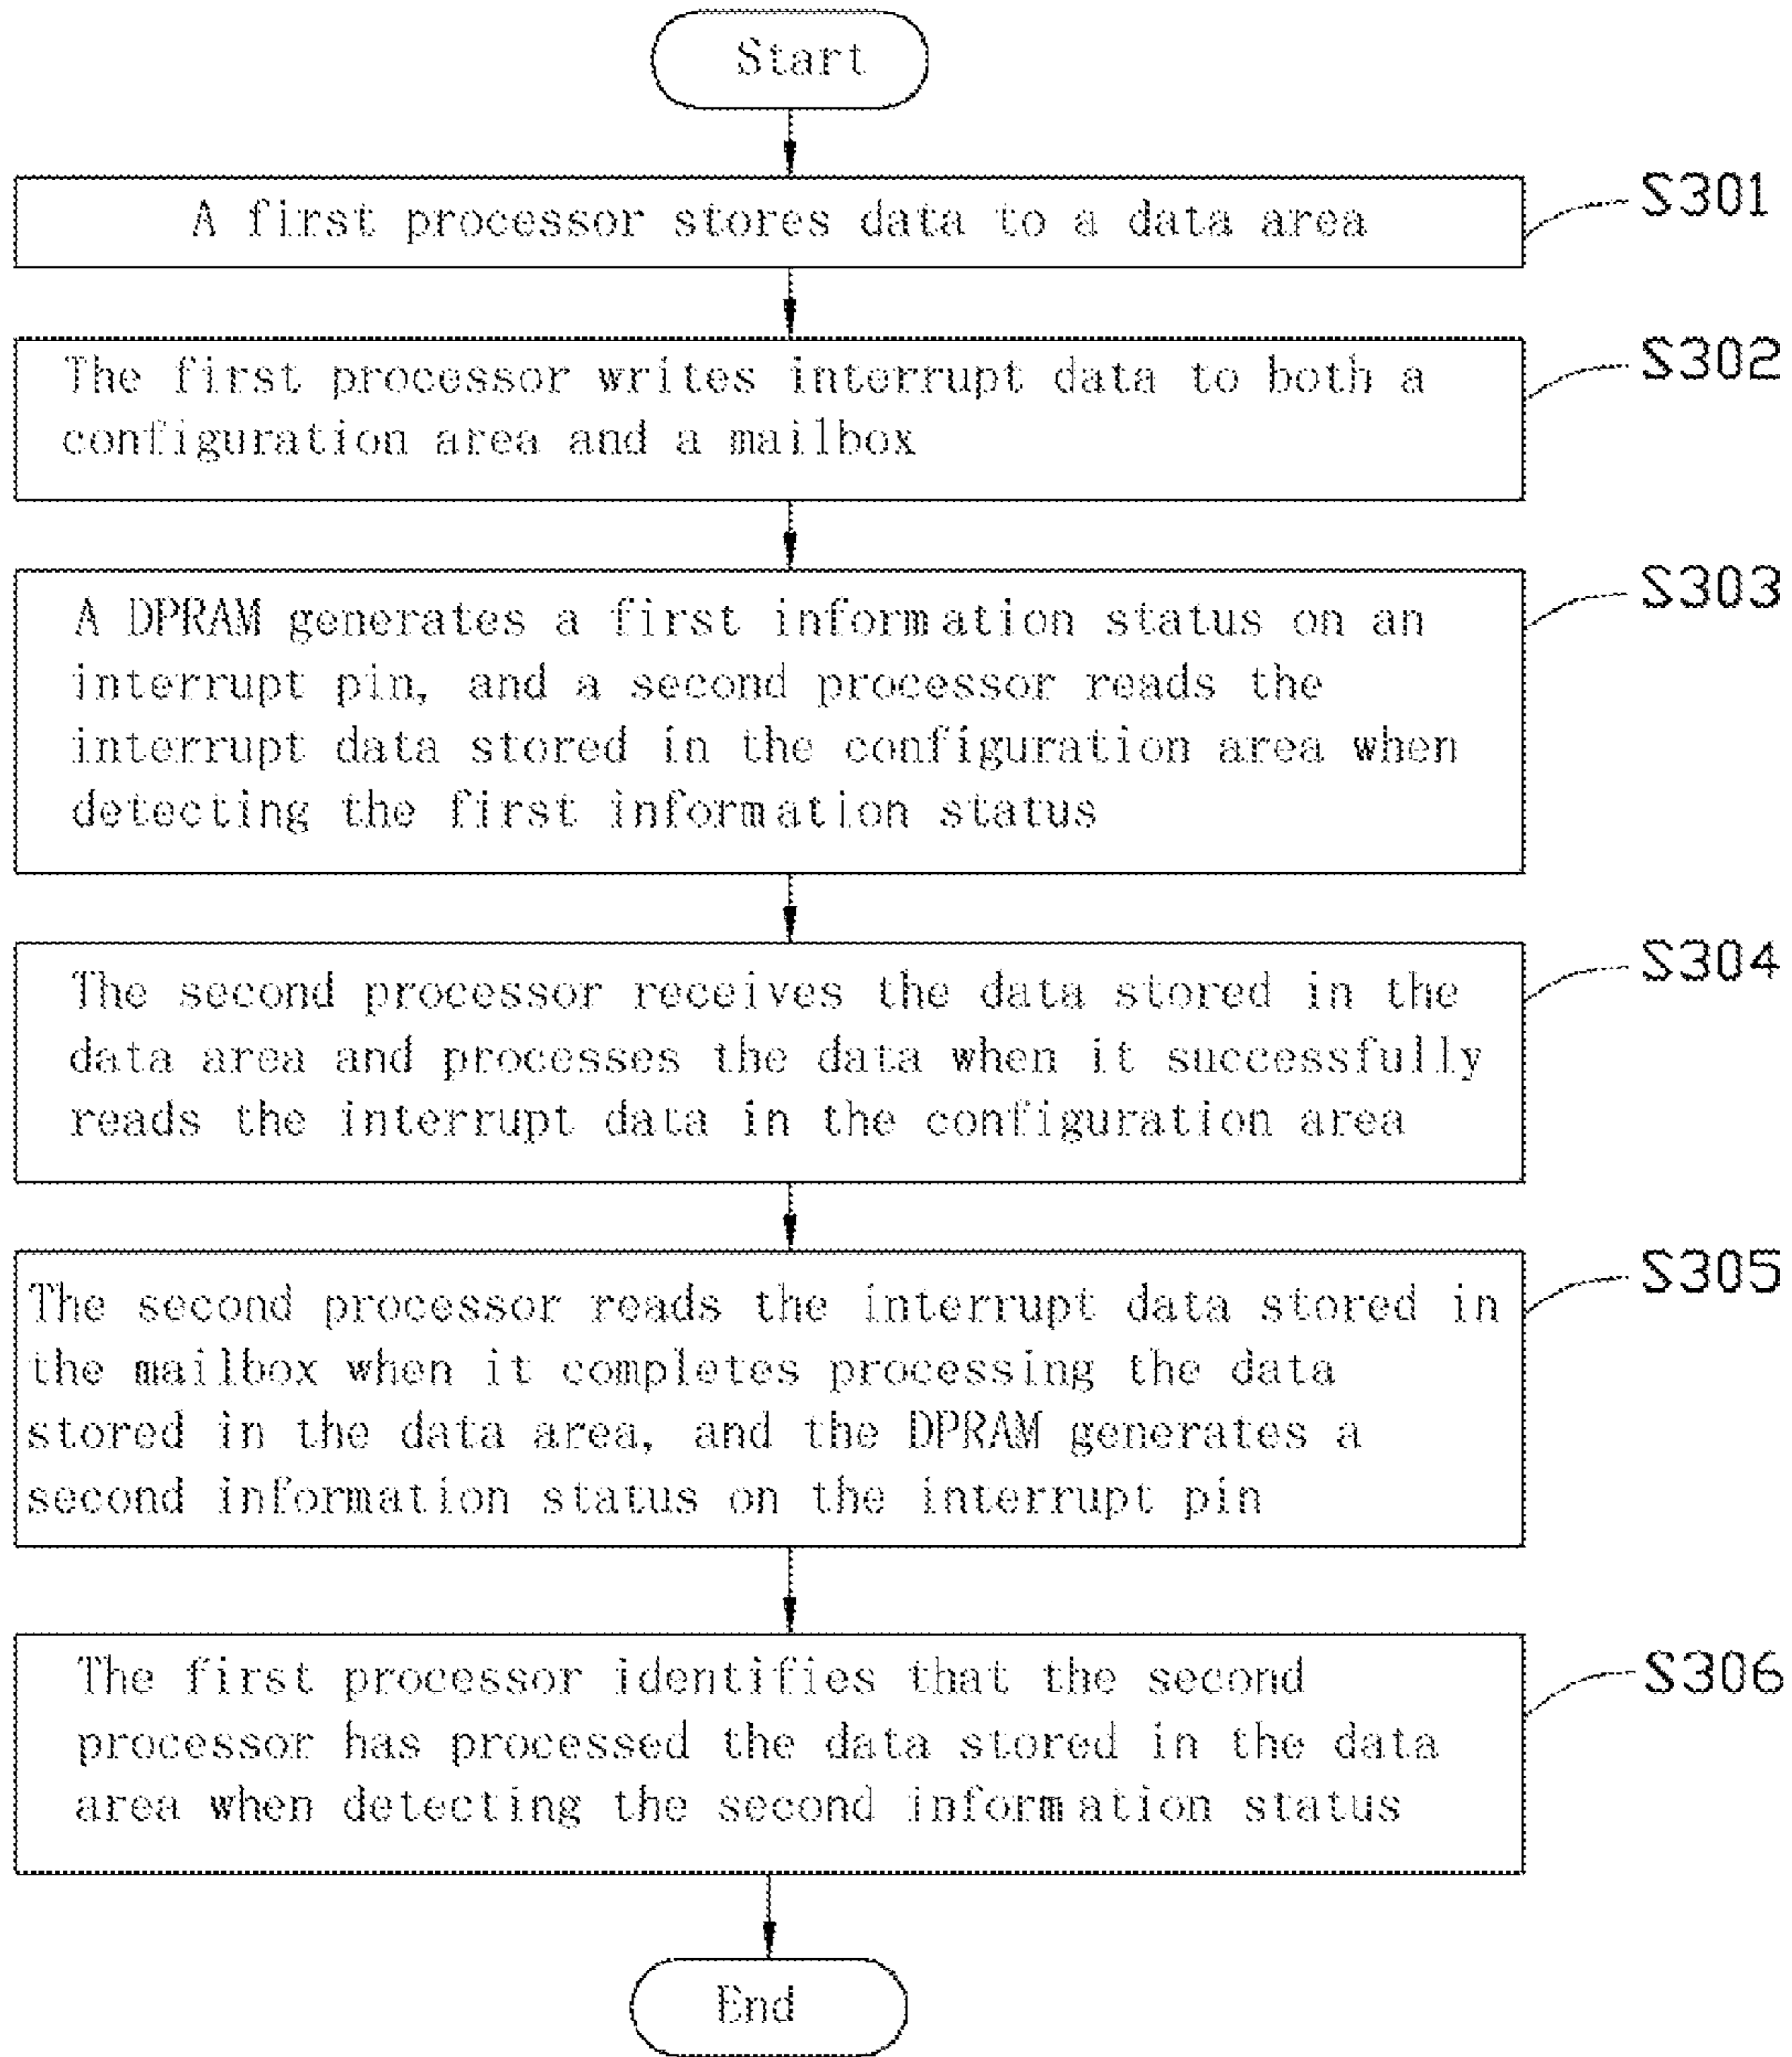 Start
A first processor stores data to a data area
S301
The first processor writes interrupt data to both a
configuration area and a mailbox
S302
A DPRAM generates a first information status on an
interrupt pin, and a second processor reads the
interrupt data stored in the configuration area when
detecting the first information status
S303
The second processor receives the data stored in the
data area and processes the data when it successfully
reads the interrupt data in the configuration area
S304
The second processor reads the interrupt data stored in
the mailbox when it completes processing the data
stored in the data area, and the DPRAM generates a
second information status on the interrupt pin
S305
The first processor identifies that the second
processor has processed the data stored in the data
area when detecting the second information status
S306
End